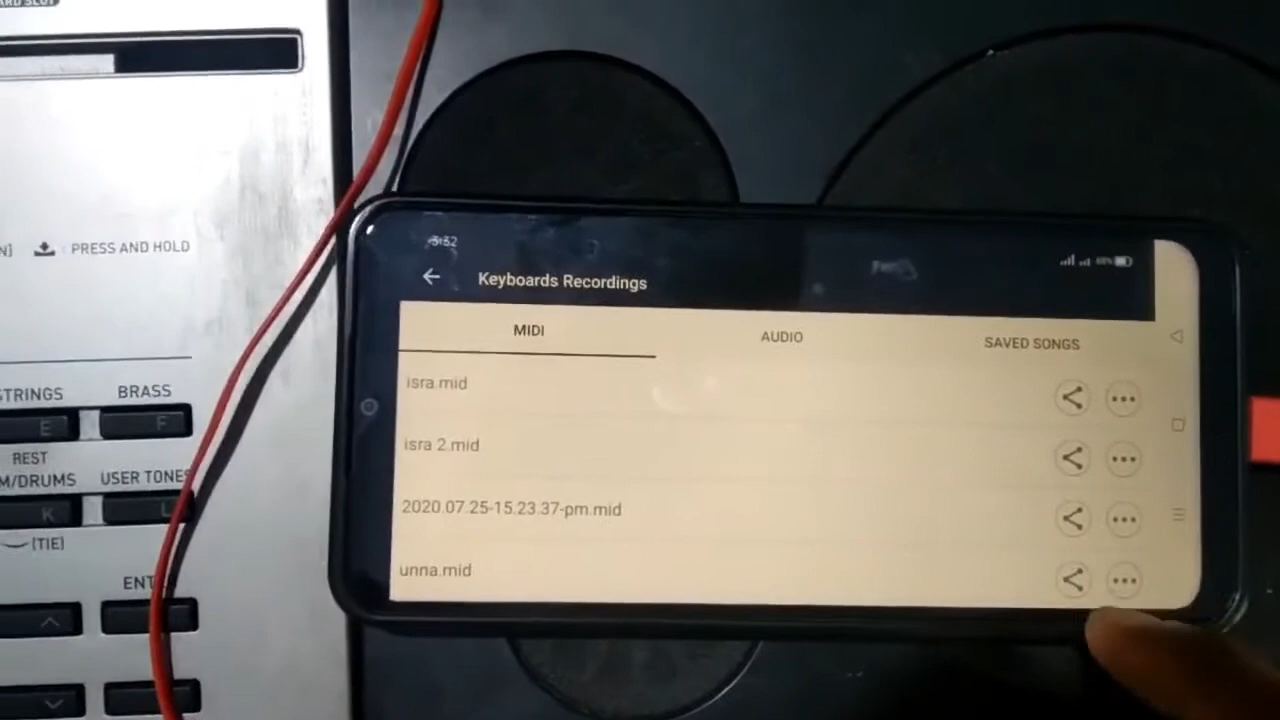 PRESS AND HOLD
STRINGS
BRASS
E
F
REST
M/DRUMS
USER TONES
K
L
(TIE)
Keyboards Recordings
MIDI
AUDIO
SAVED SONGS
isra.mid
isra 2.mid
2020.07.25-15.23.37-pm.mid
unna.mid